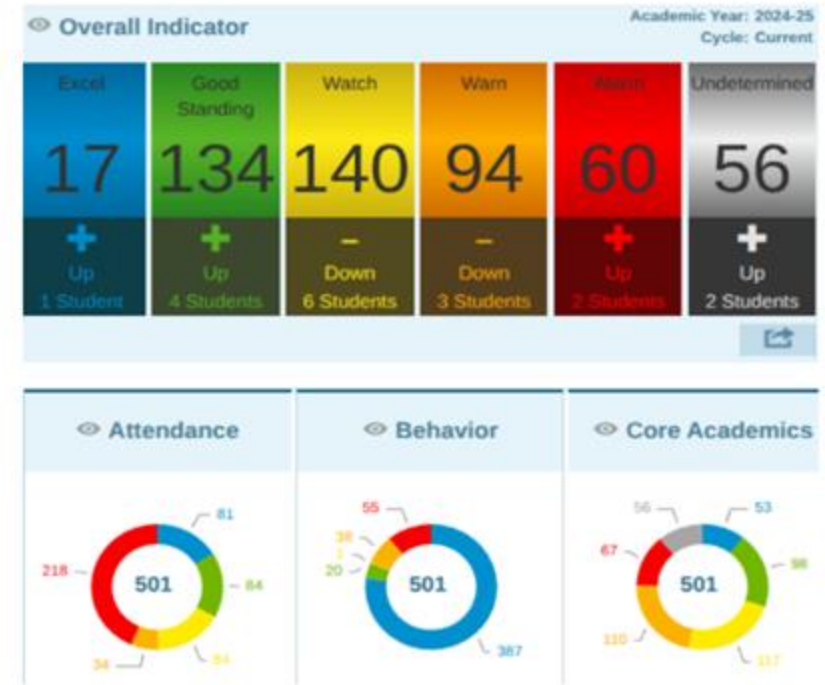 Overall Indicator
Academic Year: 2024-25
Cycle: Current
Excel
Good
Standing
Watch
Warn
Alarm
Undetermined
17
134
140
94
60
56
Up
Up
Down
Down
Up
Up
1 Student
4 Students
6 Students
3 Students
2 Students
2 Students
Attendance
Behavior
Core Academics
81
218
501
84
84
34
55
38
1
20
501
387
56
53
67
501
98
110
117